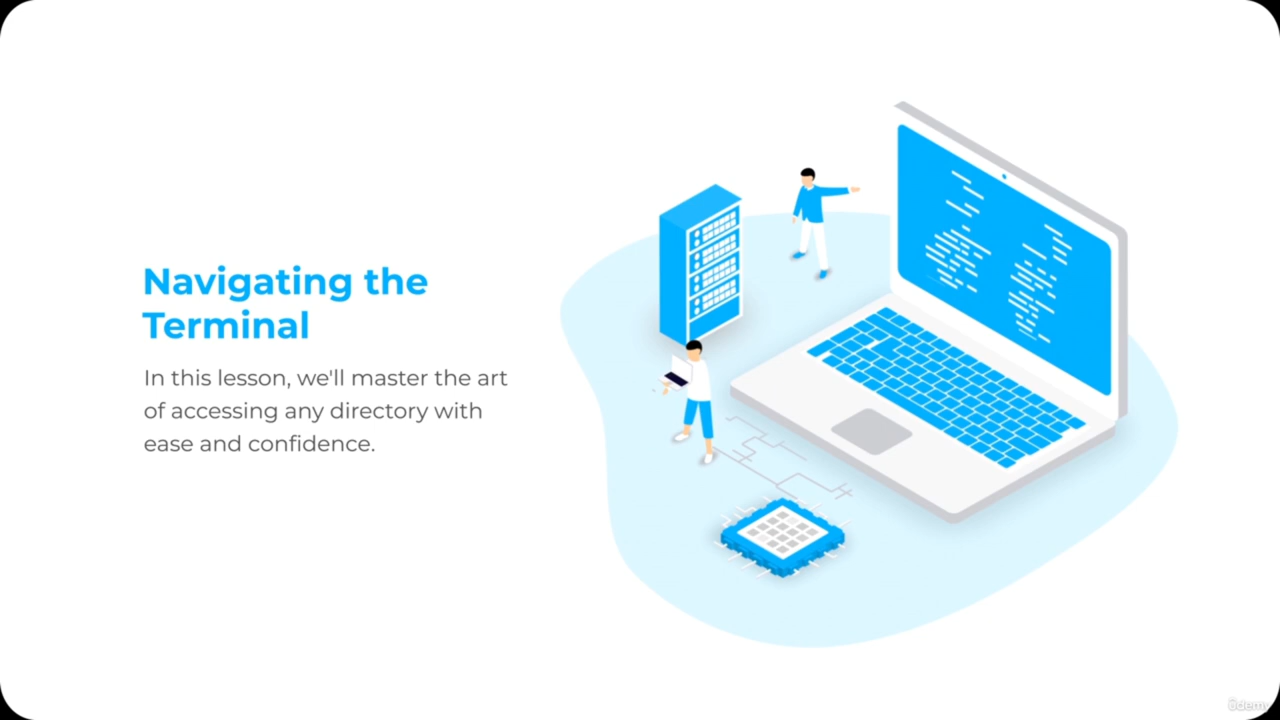 Navigating the
Terminal
In this lesson, we'll master the art
of accessing any directory with
ease and confidence.
ûdemy